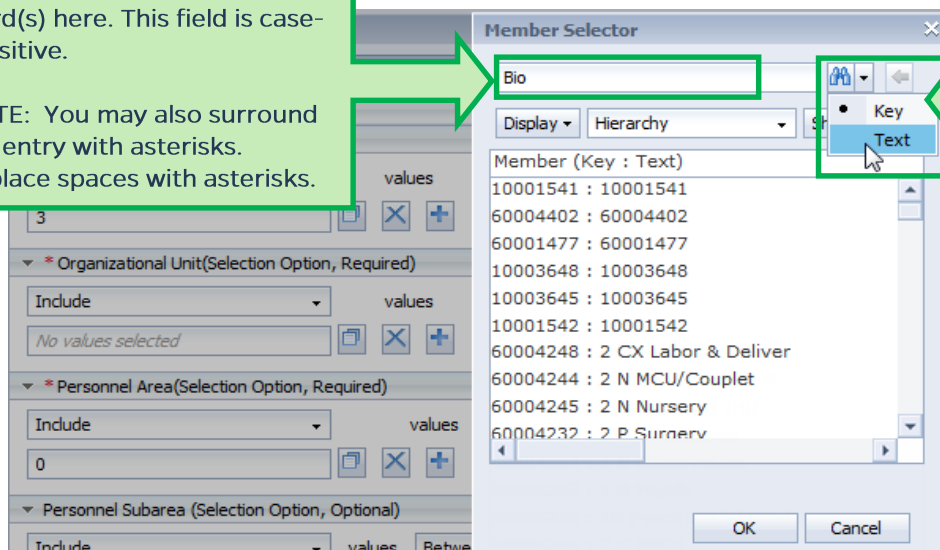 rd(s) here. This field is case-
sitive.
TE: You may also surround
entry with asterisks.
place spaces with asterisks.
values
3
* Organizational Unit(Selection Option, Required)
Include
values
No values selected
* Personnel Area(Selection Option, Required)
Include
values
0
Personnel Subarea (Selection Option, Optional)
Include
values
Betwe
Member Selector
Bio
Key
Text
Display
Hierarchy
Member (Key : Text)
10001541 : 10001541
60004402 : 60004402
60001477 : 60001477
10003648 : 10003648
10003645 : 10003645
10001542 : 10001542
60004248 : 2 CX Labor & Deliver
60004244 : 2 N MCU/Couplet
60004245 : 2 N Nursery
60004232 : 2 P Surgery
OK
Cancel